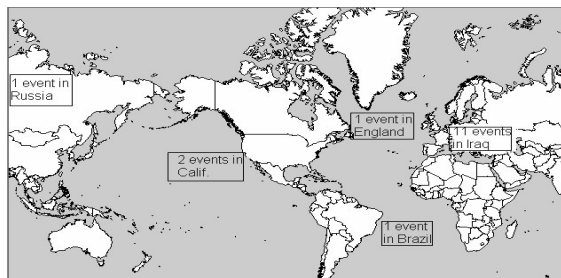 1 event in
Russia
1 event in
England
11 events
in Iraq
2 events in
Calif.
1 event
in Brazil